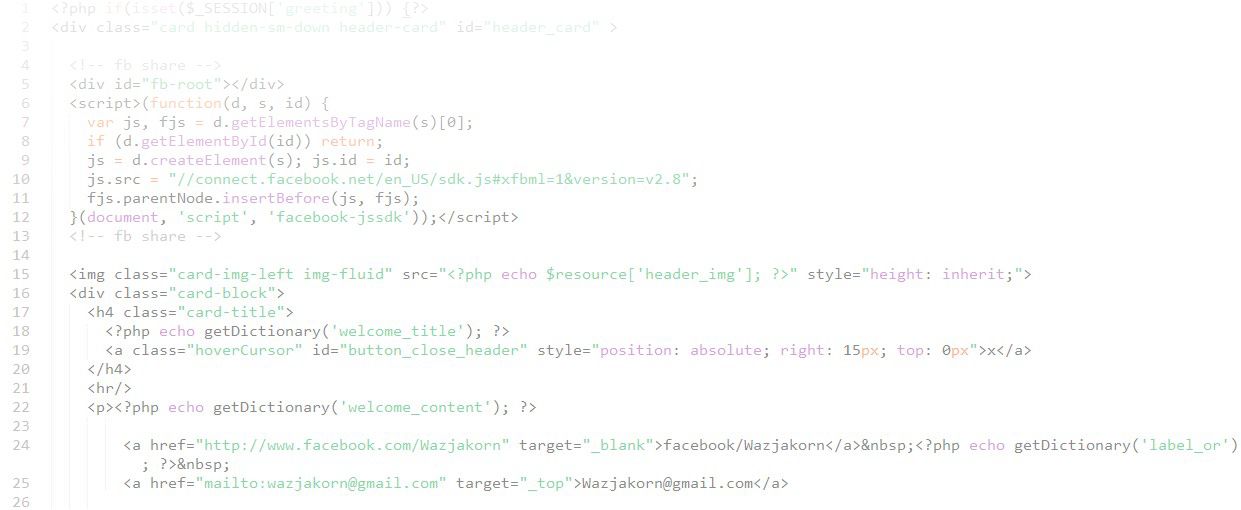 1 <?php if(isset($_SESSION['greeting'])) {?>
2 <div class="card hidden-sm-down header-card" id="header_card" >
3
4 <!-- fb share -->
5 <div id="fb-root"></div>
6 <script>(function(d, s, id) {
7 var js, fjs = d.getElementsByTagName(s)[0];
8 if (d.getElementById(id)) return;
9 js = d.createElement(s); js.id = id;
10 js.src = "//connect.facebook.net/en_US/sdk.js#xfbml=1&version=v2.8";
11 fjs.parentNode.insertBefore(js, fjs);
12 }(document, 'script', 'facebook-jssdk'));</script>
13 <!-- fb share -->
14
15 <img class="card-img-left img-fluid" src="<?php echo $resource['header_img']; ?>" style="height: inherit;">
16 <div class="card-block">
17 <h4 class="card-title">
18 <?php echo getDictionary('welcome_title'); ?>
19 <a class="hoverCursor" id="button_close_header" style="position: absolute; right: 15px; top: 0px">x</a>
20 </h4>
21 <hr/>
22 <p><?php echo getDictionary('welcome_content'); ?>
23
24 <a href="http://www.facebook.com/Wazjakorn" target="_blank">facebook/Wazjakorn</a>&nbsp;<?php echo getDictionary('label_or')
; ?>&nbsp;
25 <a href="mailto:wazjakorn@gmail.com" target="_top">Wazjakorn@gmail.com</a>
26